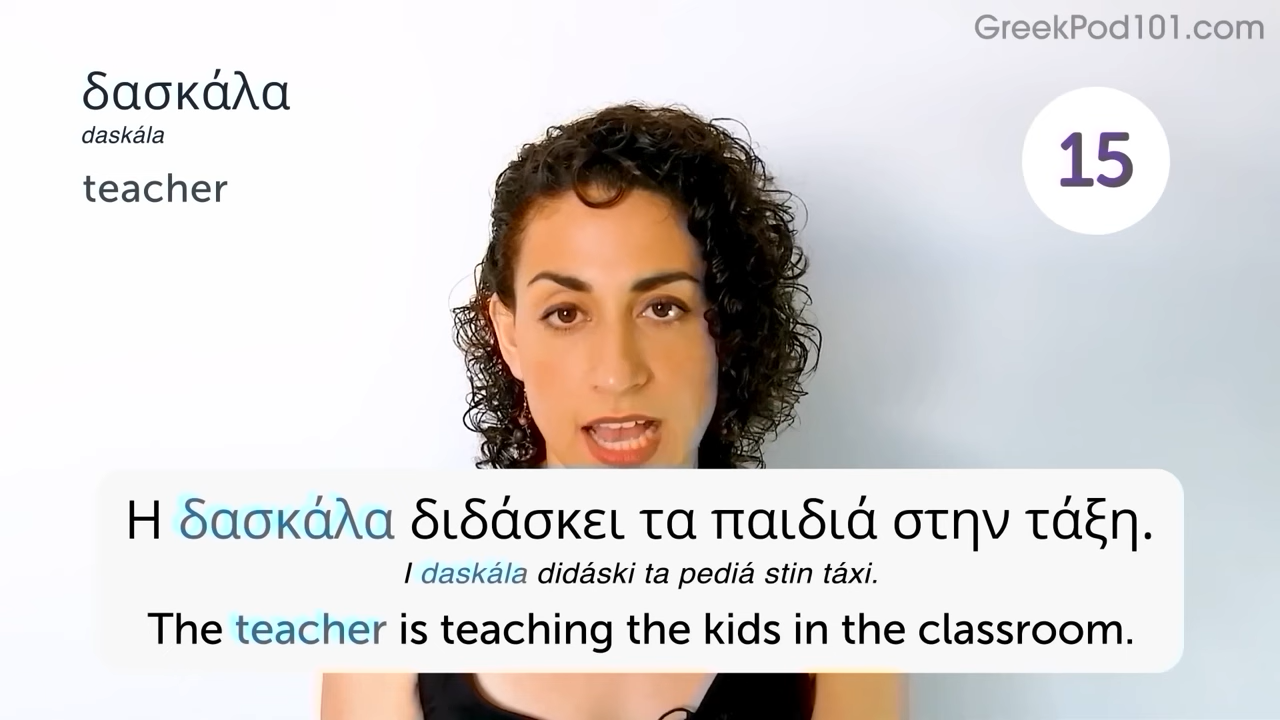 GreekPod101.com
δασκάλα
daskála
teacher
15
Η δασκάλα διδάσκει τα παιδιά στην τάξη.
I daskála didáski ta pediá stin táxi.
The teacher is teaching the kids in the classroom.